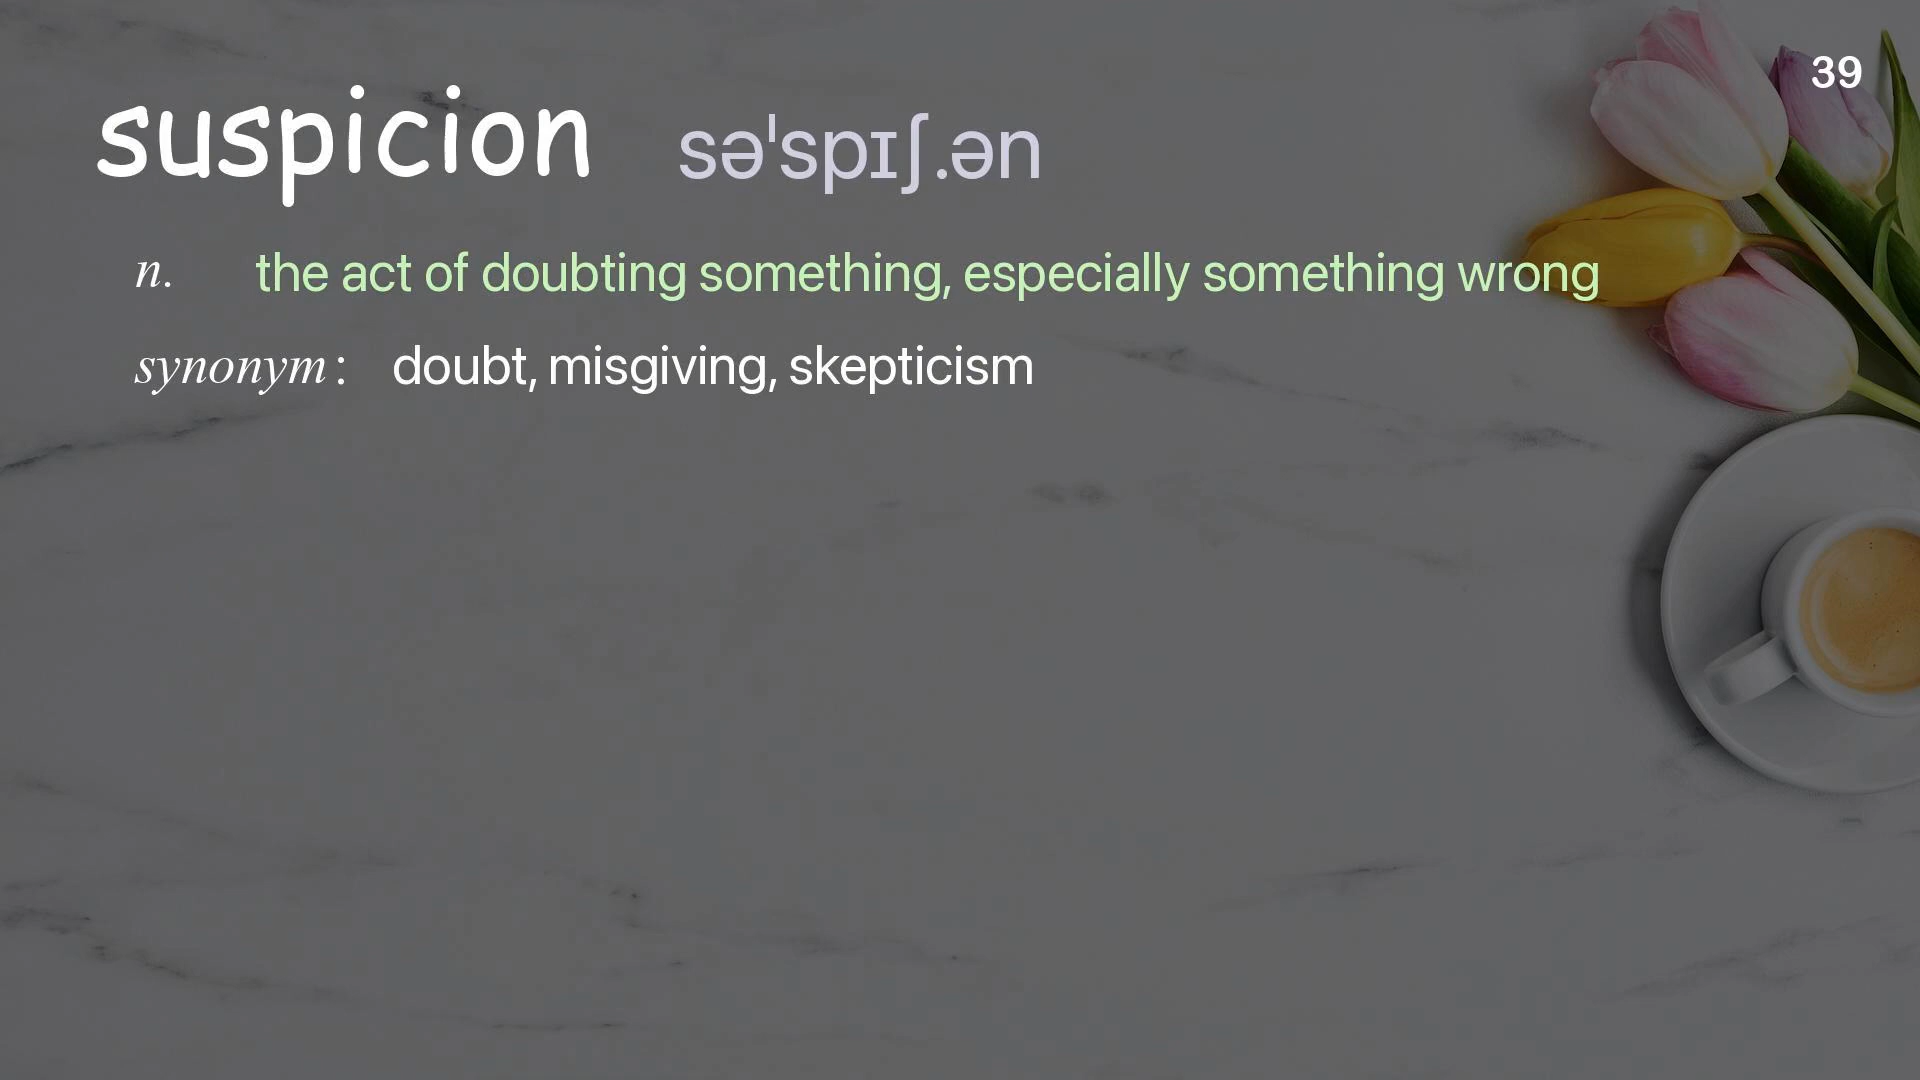 39
suspicion səˈspɪʃ.ən
n. the act of doubting something, especially something wrong
synonym: doubt, misgiving, skepticism